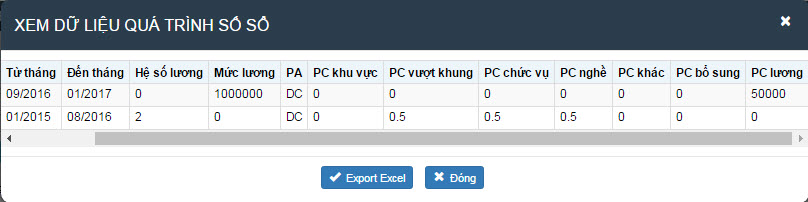 XEM DỮ LIỆU QUÁ TRÌNH SỔ SỐ
Từ tháng Đến tháng Hệ số lương Mức lương PA PC khu vực PC vượt khung PC chức vụ PC nghề PC khác PC bổ sung PC lương
09/2016 01/2017 0 1000000 DC 0 0 0 0 0 0 50000
01/2015 08/2016 2 0 DC 0 0.5 0.5 0.5 0 0 0
Export Excel Đóng